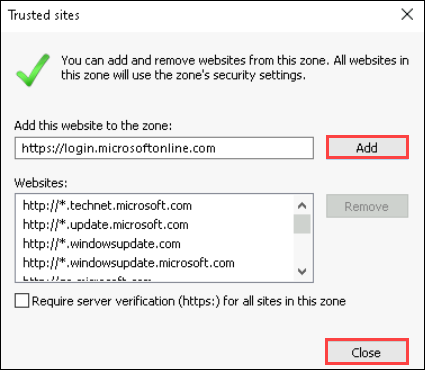 Trusted sites
You can add and remove websites from this zone. All websites in
this zone will use the zone's security settings.
Add this website to the zone:
https://login.microsoftonline.com
Add
Websites:
http://*.technet.microsoft.com
Remove
http://*.update.microsoft.com
http://*.windowsupdate.com
http://*.windowsupdate.microsoft.com
Require server verification (https:) for all sites in this zone
Close